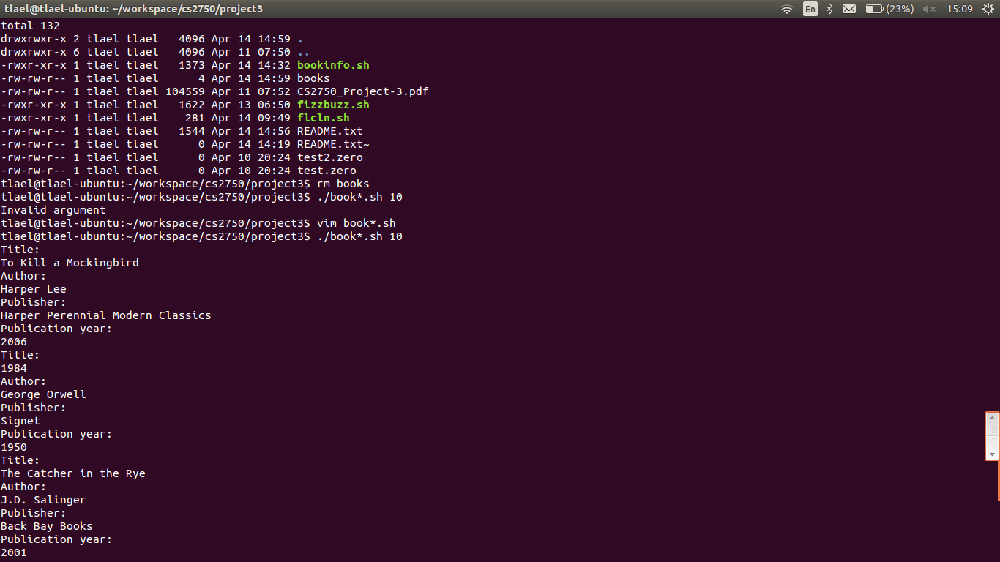 tlael@tlael-ubuntu: ~/workspace/cs2750/project3 En (23%) 15:09
total 132
drwxrwxr-x 2 tlael tlael   4096 Apr 14 14:59 .
drwxrwxr-x 6 tlael tlael   4096 Apr 11 07:50 ..
-rwxr-xr-x 1 tlael tlael   1373 Apr 14 14:32 bookinfo.sh
-rw-rw-r-- 1 tlael tlael      4 Apr 14 14:59 books
-rw-rw-r-- 1 tlael tlael 104559 Apr 11 07:52 CS2750_Project-3.pdf
-rwxr-xr-x 1 tlael tlael   1622 Apr 13 06:50 fizzbuzz.sh
-rwxr-xr-x 1 tlael tlael    281 Apr 14 09:49 flcln.sh
-rw-rw-r-- 1 tlael tlael   1544 Apr 14 14:56 README.txt
-rw-rw-r-- 1 tlael tlael      0 Apr 14 14:19 README.txt~
-rw-rw-r-- 1 tlael tlael      0 Apr 10 20:24 test2.zero
-rw-rw-r-- 1 tlael tlael      0 Apr 10 20:24 test.zero
tlael@tlael-ubuntu:~/workspace/cs2750/project3$ rm books
tlael@tlael-ubuntu:~/workspace/cs2750/project3$ ./book*.sh 10
Invalid argument
tlael@tlael-ubuntu:~/workspace/cs2750/project3$ vim book*.sh
tlael@tlael-ubuntu:~/workspace/cs2750/project3$ ./book*.sh 10
Title:
To Kill a Mockingbird
Author:
Harper Lee
Publisher:
Harper Perennial Modern Classics
Publication year:
2006
Title:
1984
Author:
George Orwell
Publisher:
Signet
Publication year:
1950
Title:
The Catcher in the Rye
Author:
J.D. Salinger
Publisher:
Back Bay Books
Publication year:
2001